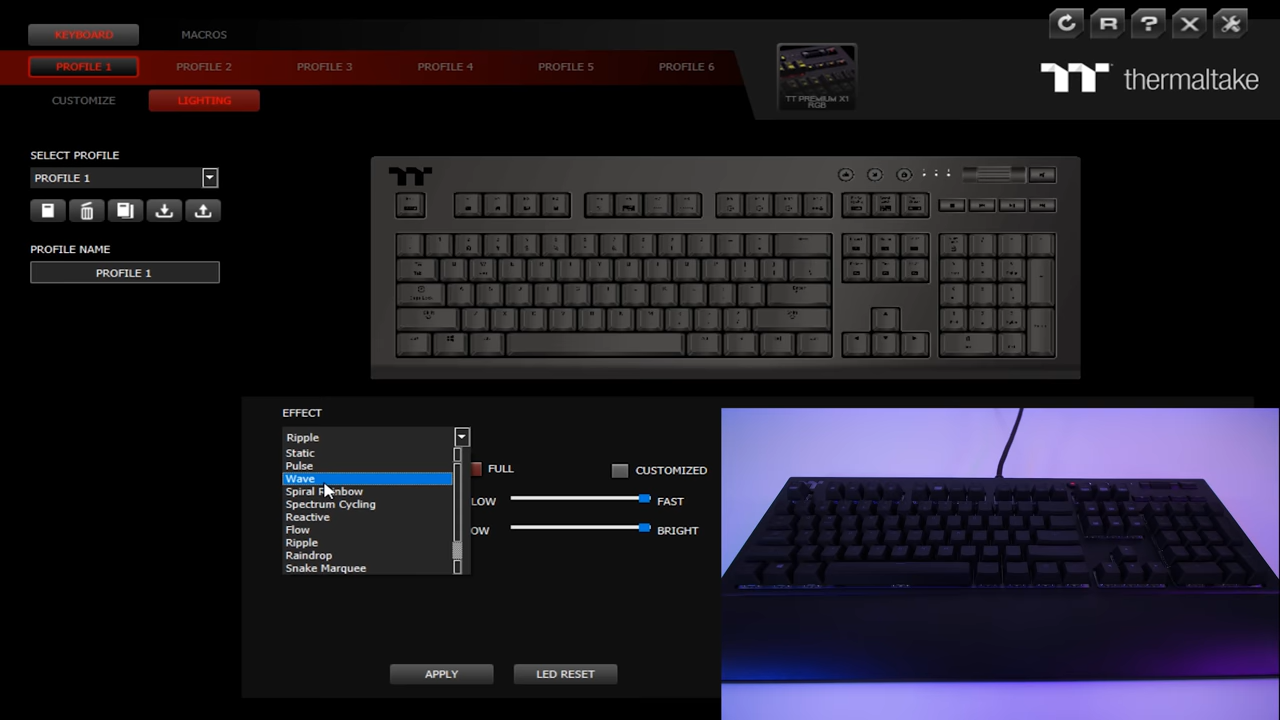 KEYBOARD MACROS
PROFILE 1 PROFILE 2 PROFILE 3 PROFILE 4 PROFILE 5 PROFILE 6
CUSTOMIZE LIGHTING
TT PREMIUM X1
RGB
R ? X
thermaltake
SELECT PROFILE
PROFILE 1
PROFILE NAME
PROFILE 1
EFFECT
Ripple
Static
Pulse
Wave
Spiral Rainbow
Spectrum Cycling
Reactive
Flow
Ripple
Raindrop
Snake Marquee
FULL CUSTOMIZED
LOW FAST
OW BRIGHT
APPLY LED RESET